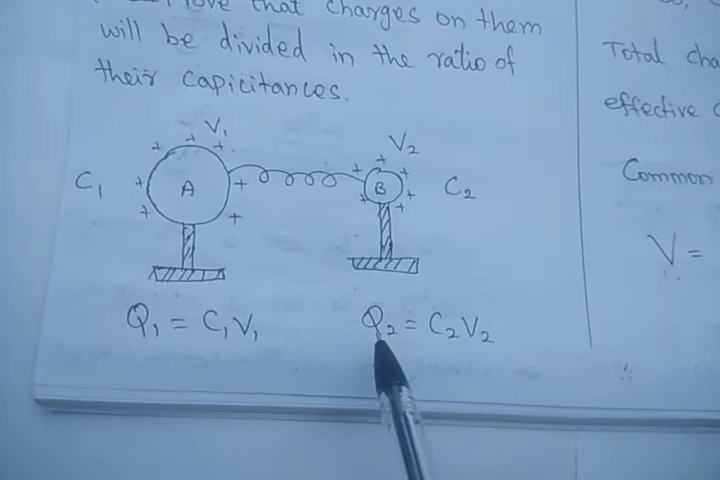 that charges on them
will be divided in the ratio of
their capicitances.
V₁
V₂
C₁
A
B
C₂
Q₁ = C₁V₁
Q₂ = C₂V₂
Total
effective
Common
V =